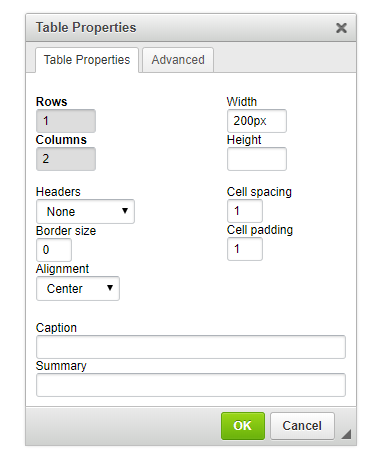 Table Properties
Table Properties Advanced
Rows Width
1 200px
Columns Height
2
Headers Cell spacing
None 1
Border size Cell padding
0 1
Alignment
Center
Caption
Summary
OK Cancel